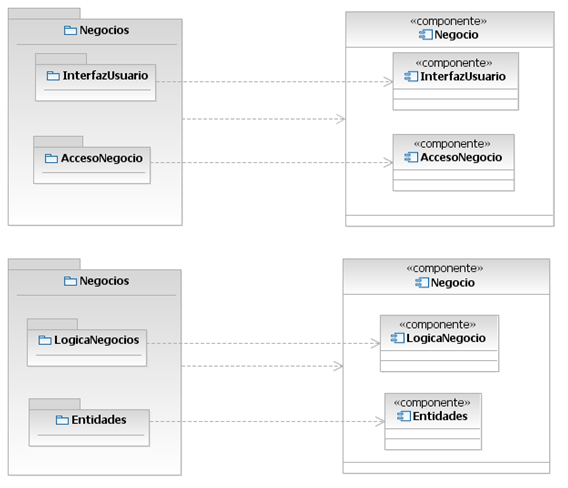 Negocios
InterfazUsuario
AccesoNegocio
«componente»
Negocio
«componente»
InterfazUsuario
«componente»
AccesoNegocio
Negocios
LogicaNegocios
Entidades
«componente»
Negocio
«componente»
LogicaNegocio
«componente»
Entidades